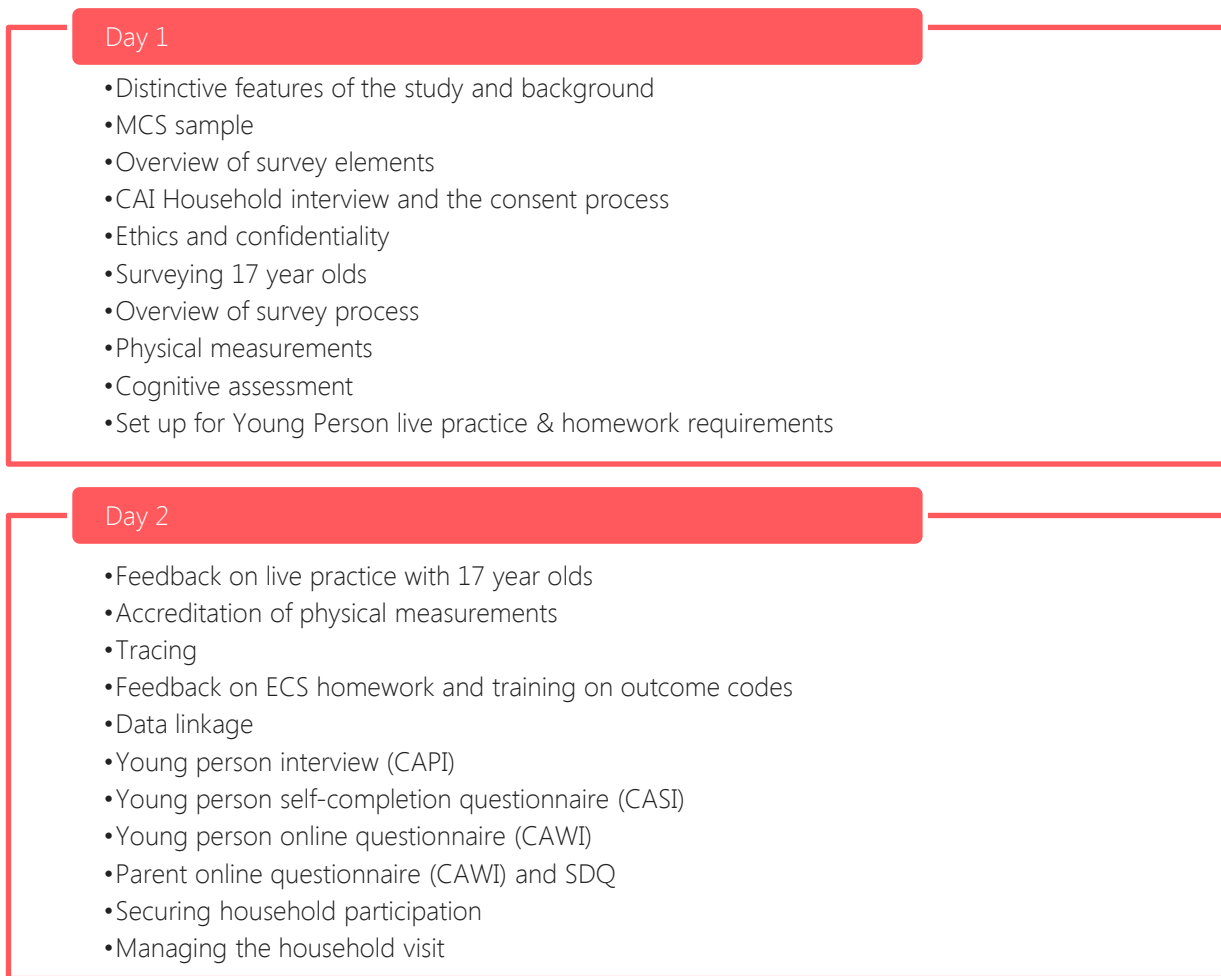 Day 1
•Distinctive features of the study and background
•MCS sample
•Overview of survey elements
•CAI Household interview and the consent process
•Ethics and confidentiality
•Surveying 17 year olds
•Overview of survey process
•Physical measurements
•Cognitive assessment
•Set up for Young Person live practice & homework requirements
Day 2
•Feedback on live practice with 17 year olds
•Accreditation of physical measurements
•Tracing
•Feedback on ECS homework and training on outcome codes
•Data linkage
•Young person interview (CAPI)
•Young person self-completion questionnaire (CASI)
•Young person online questionnaire (CAWI)
•Parent online questionnaire (CAWI) and SDQ
•Securing household participation
•Managing the household visit